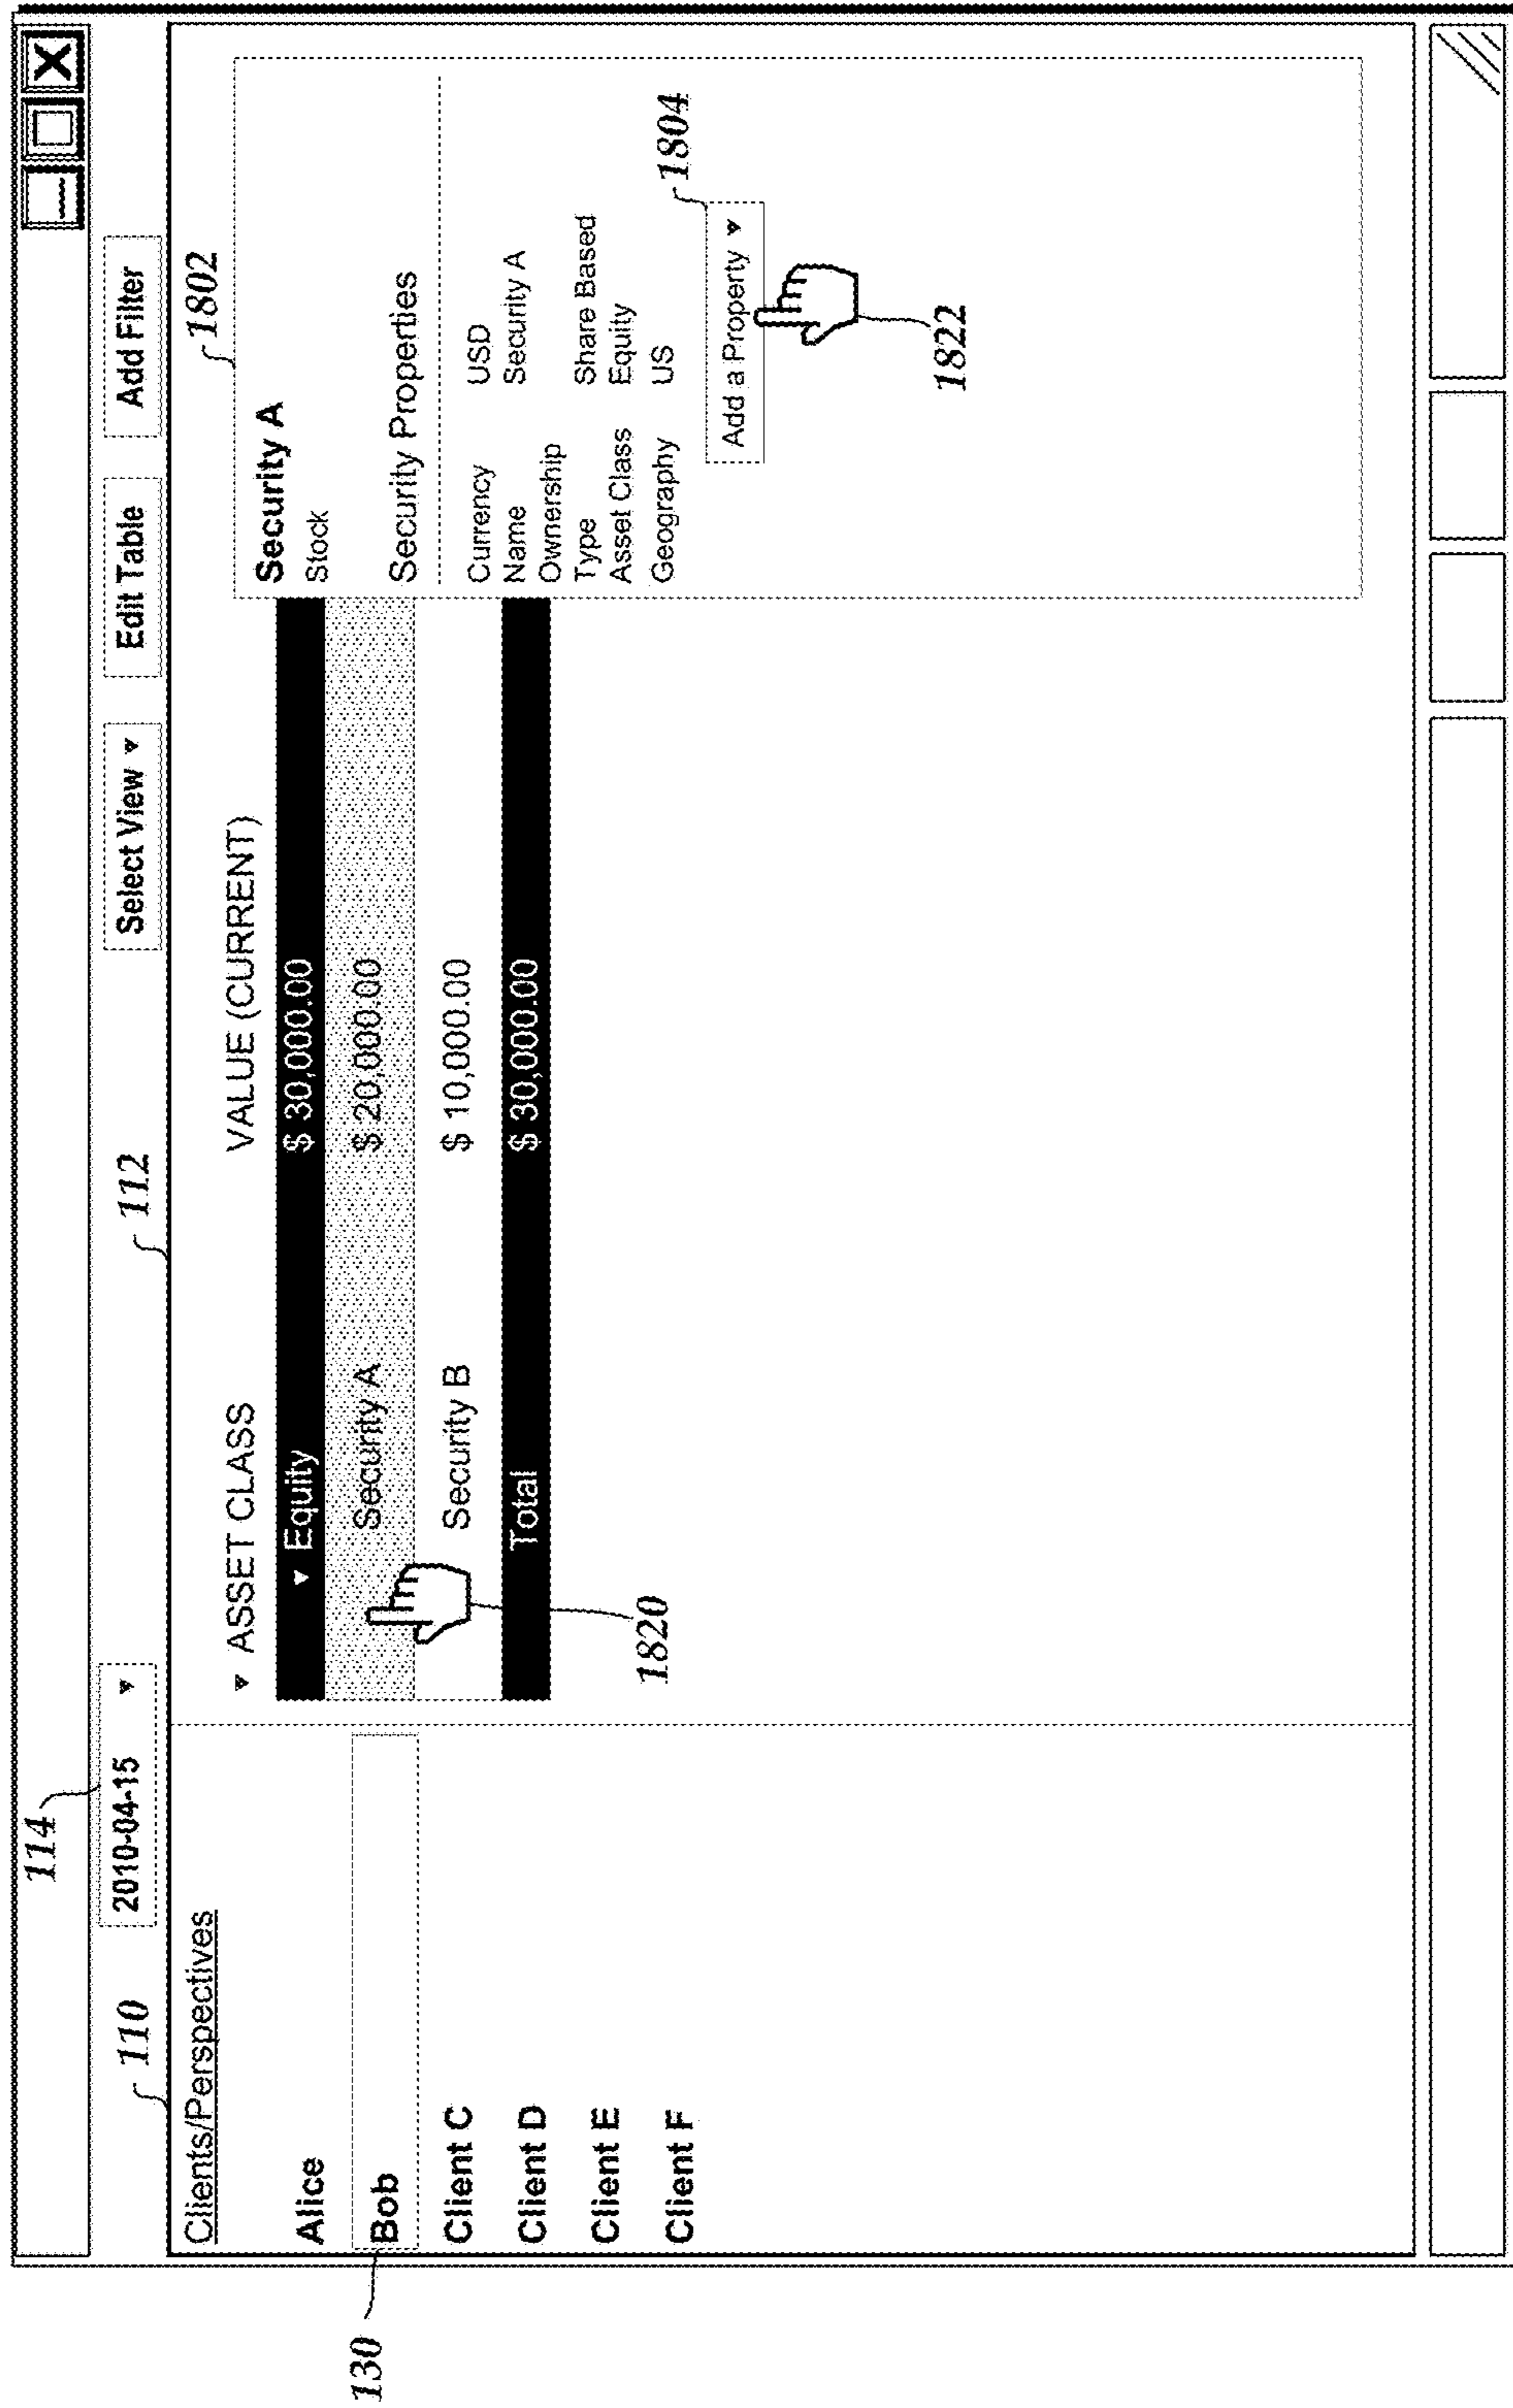 114
110
2010-04-15 ▼
112
Select View ▼
Edit Table
Add Filter
130
Clients/Perspectives
Alice
Bob
Client C
Client D
Client E
Client F
▼ ASSET CLASS VALUE (CURRENT)
▼ Equity $ 30,000.00
Security A $ 20,000.00
Security B $ 10,000.00
Total $ 30,000.00
1820
1802
Security A
Stock
Security Properties
Currency USD
Name Security A
Ownership
Type Share Based
Asset Class Equity
Geography US
1804
Add a Property ▼
1822